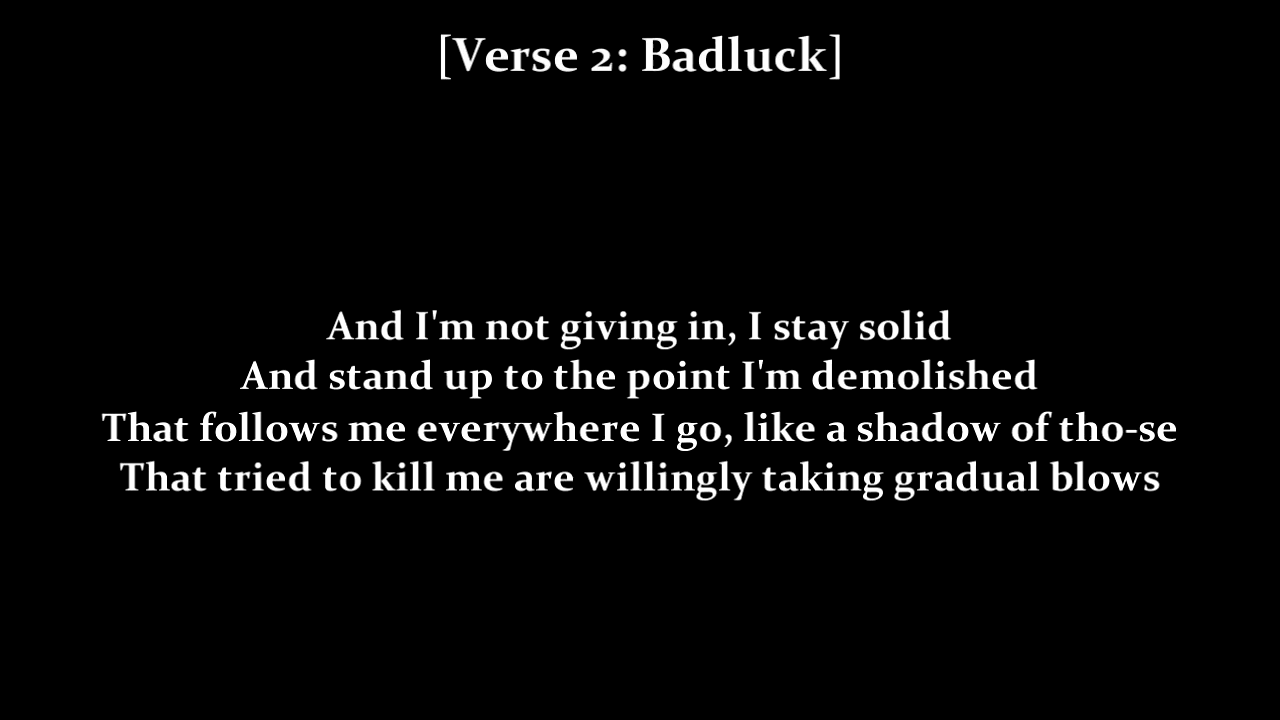 [Verse 2: Badluck]
And I'm not giving in, I stay solid
And stand up to the point I'm demolished
That follows me everywhere I go, like a shadow of tho-se
That tried to kill me are willingly taking gradual blows